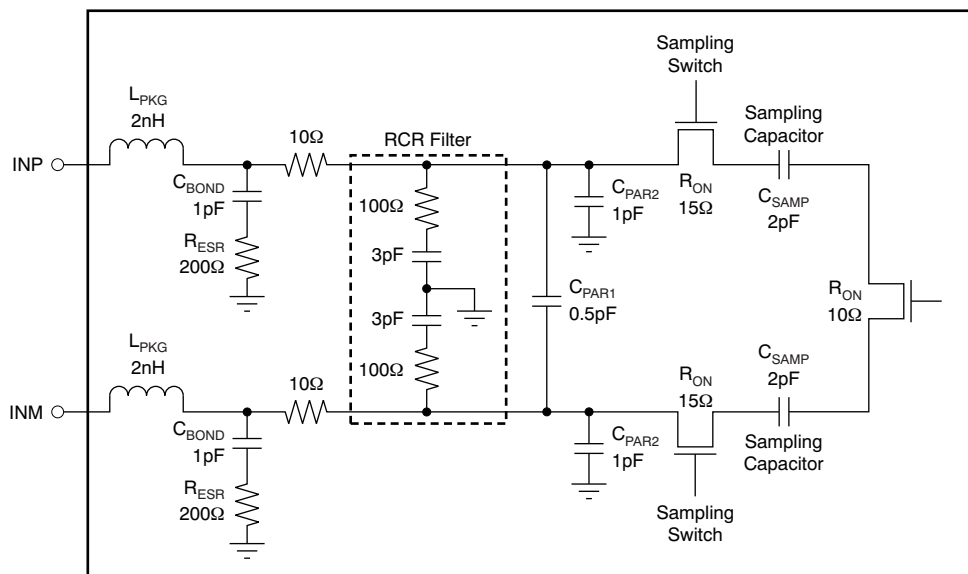 L_PKG
2nH
INP
C_BOND
1pF
R_ESR
200Ω
10Ω
RCR Filter
100Ω
3pF
3pF
100Ω
C_PAR1
0.5pF
C_PAR2
1pF
Sampling
Switch
R_ON
15Ω
Sampling
Capacitor
C_SAMP
2pF
R_ON
10Ω
L_PKG
2nH
INM
C_BOND
1pF
R_ESR
200Ω
10Ω
C_PAR2
1pF
R_ON
15Ω
Sampling
Switch
C_SAMP
2pF
Sampling
Capacitor